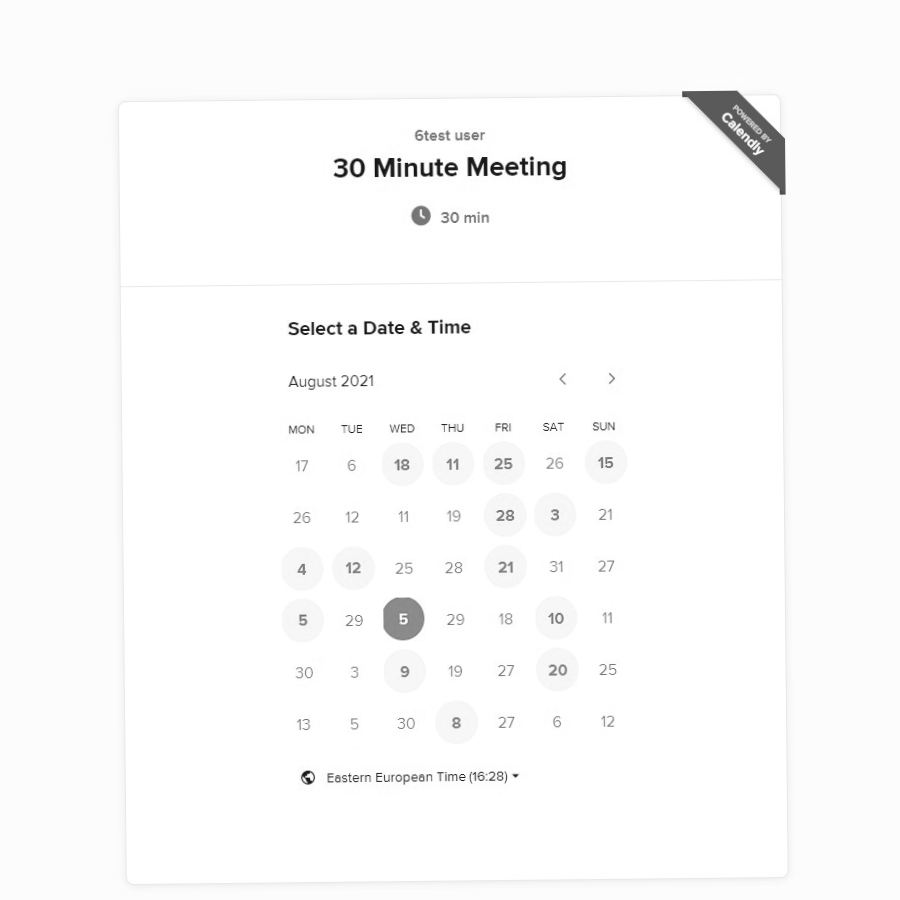 POWERED BY
Calendly
6test user
30 Minute Meeting
30 min
Select a Date & Time
August 2021
MON TUE WED THU FRI SAT SUN
17 6 18 11 25 26 15
26 12 11 19 28 3 21
4 12 25 28 21 31 27
5 29 5 29 18 10 11
30 3 9 19 27 20 25
13 5 30 8 27 6 12
Eastern European Time (16:28)